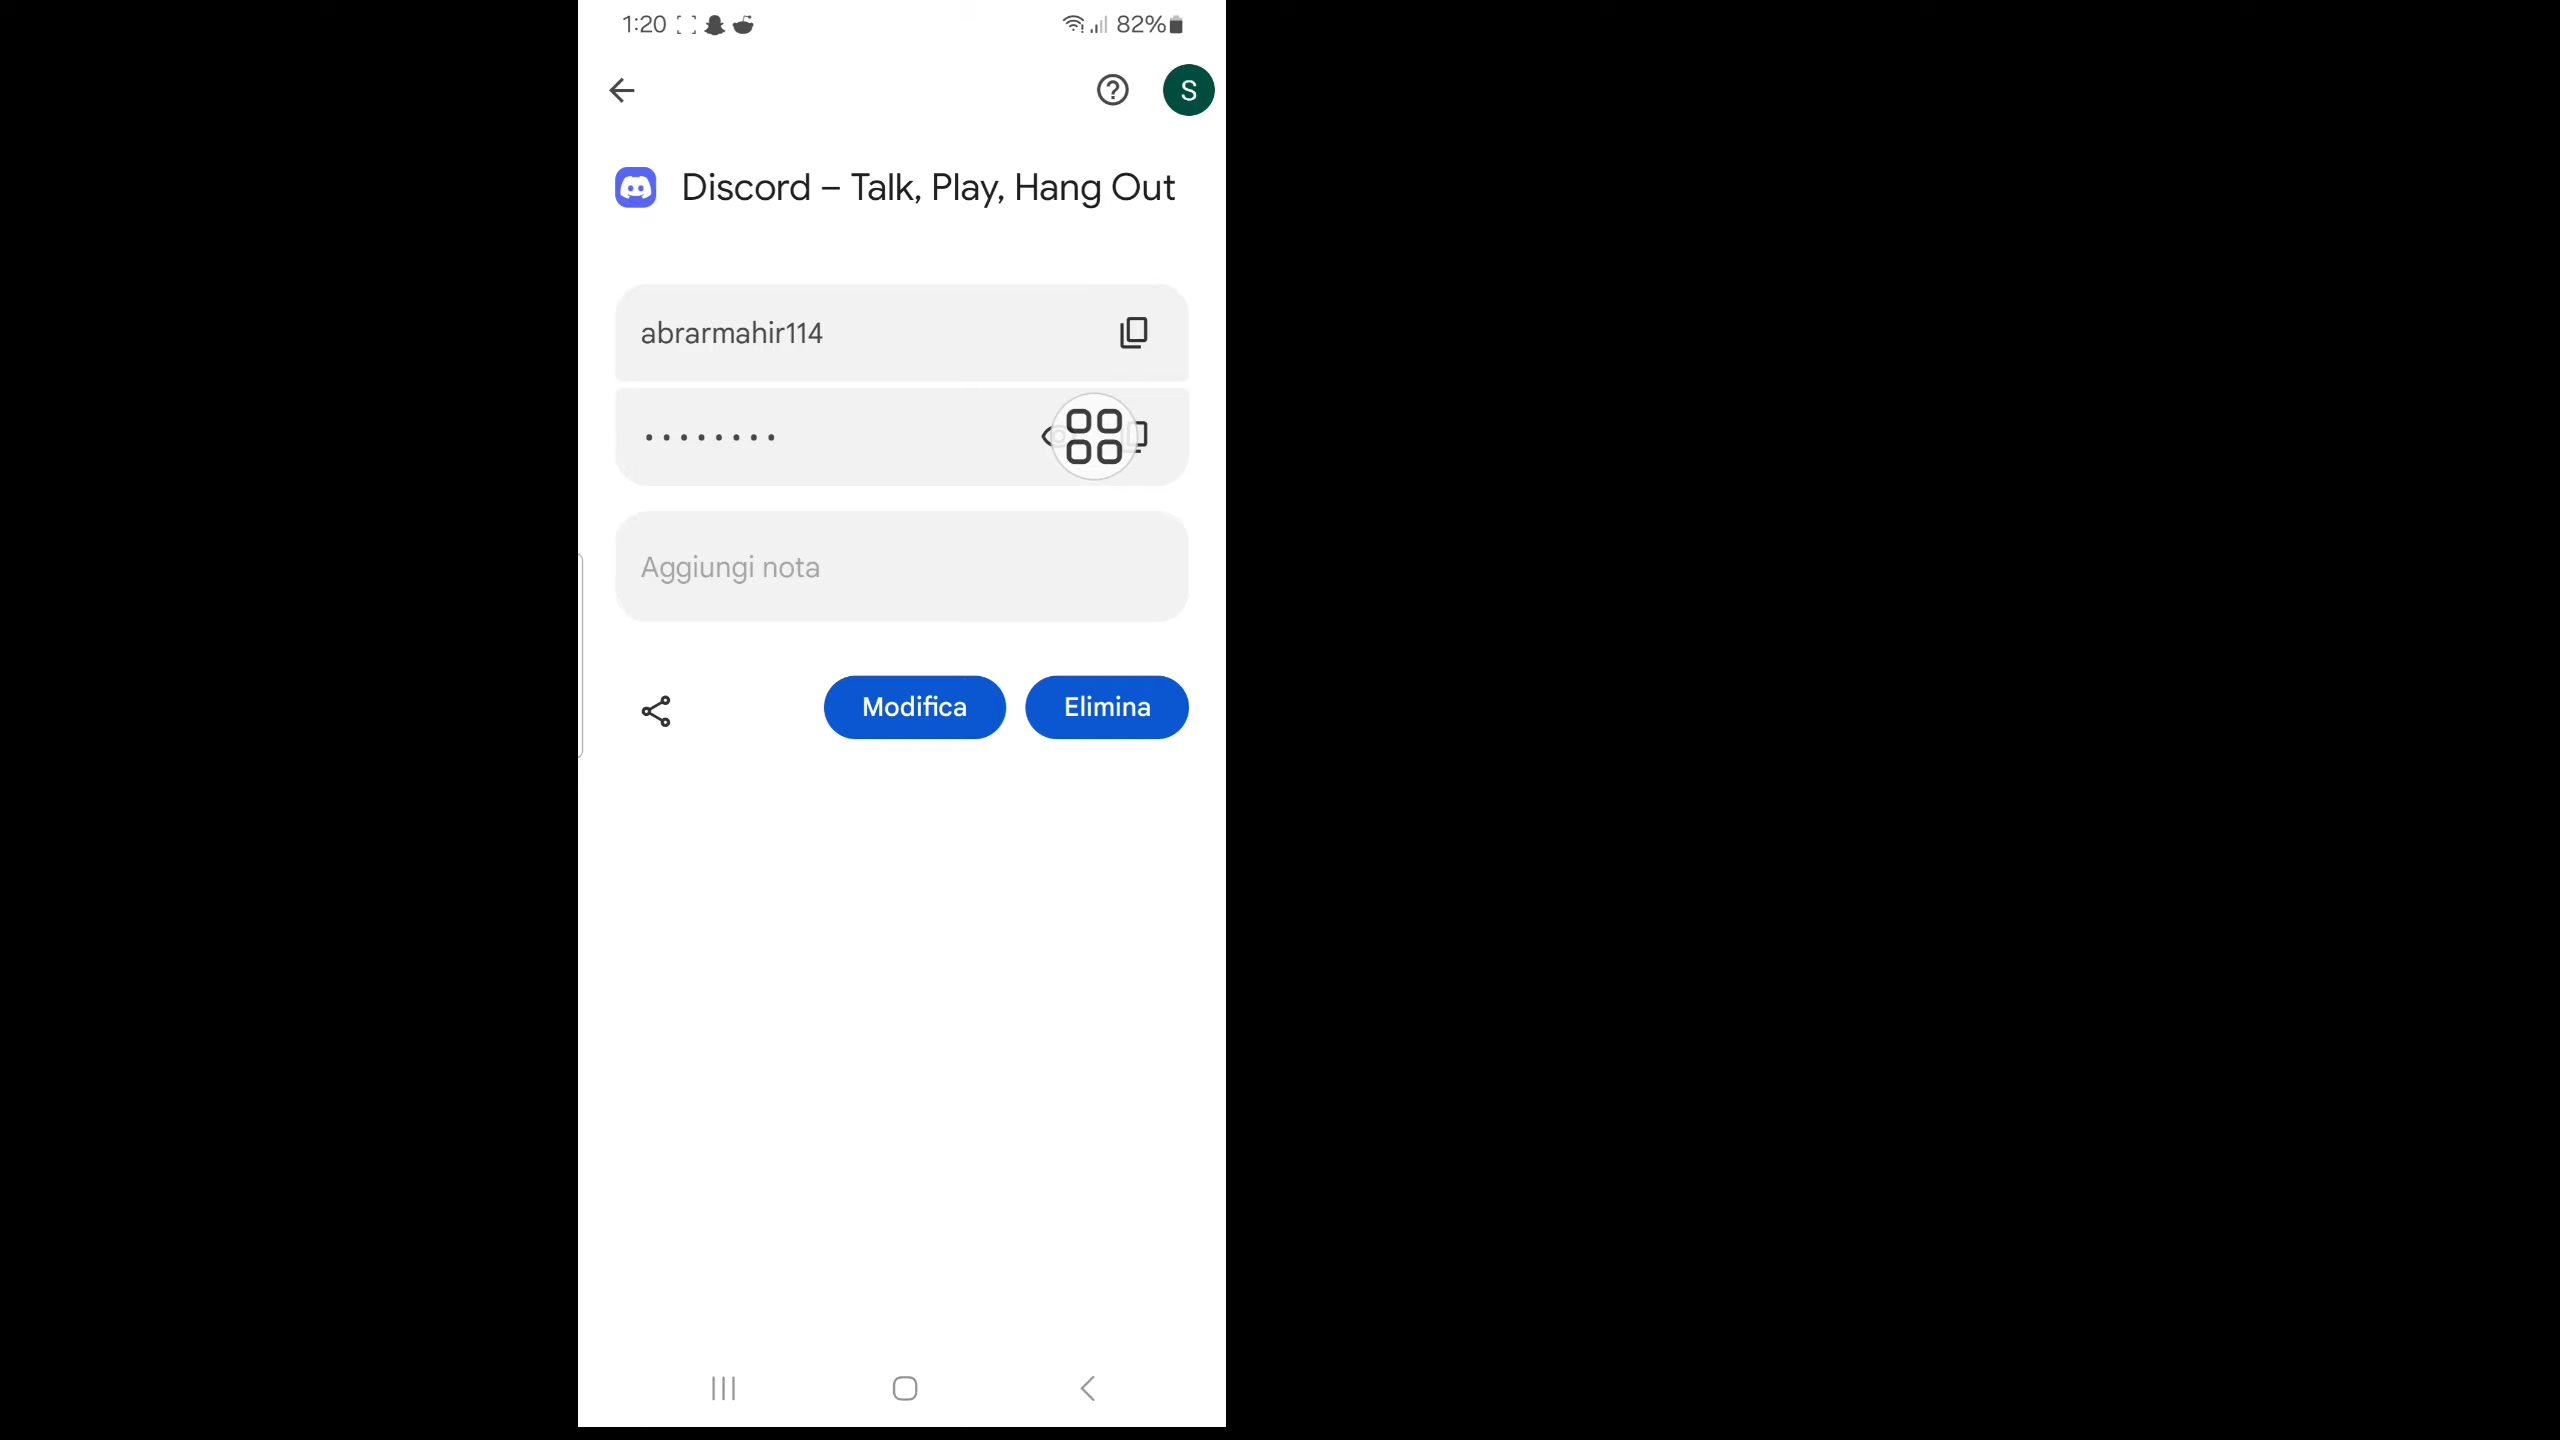 1:20
82%
S
Discord – Talk, Play, Hang Out
abrarmahir114
········
Aggiungi nota
Modifica
Elimina